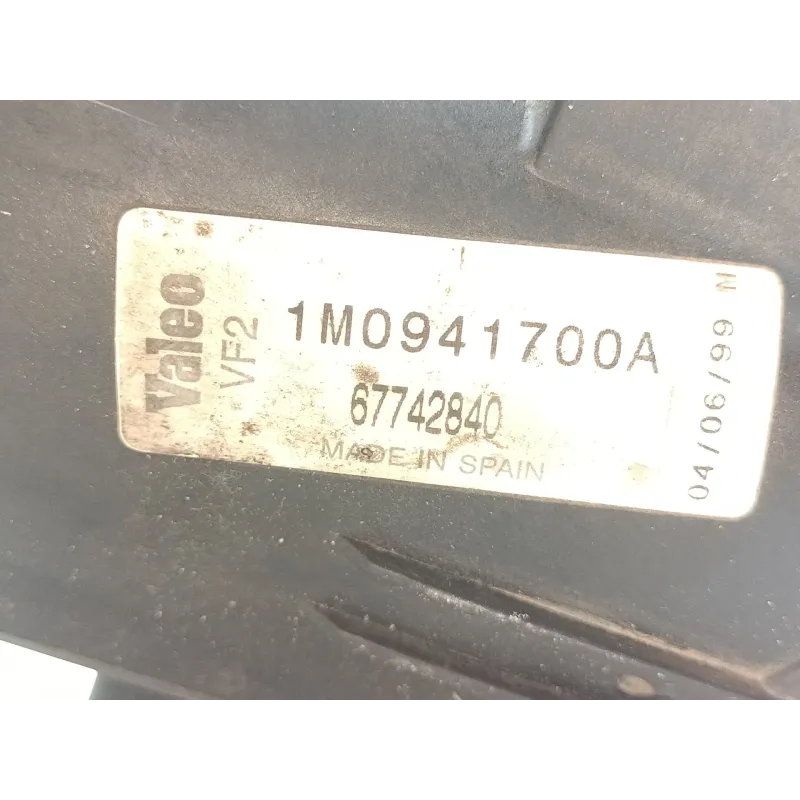 Valeo
VF2
1M0941700A
67742840
MADE IN SPAIN
04/06/99 N